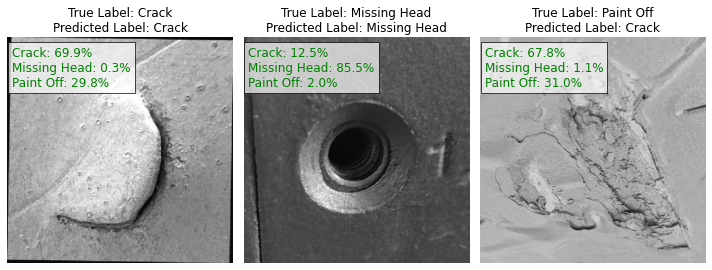 True Label: Crack
Predicted Label: Crack
Crack: 69.9%
Missing Head: 0.3%
Paint Off: 29.8%
True Label: Missing Head
Predicted Label: Missing Head
Crack: 12.5%
Missing Head: 85.5%
Paint Off: 2.0%
True Label: Paint Off
Predicted Label: Crack
Crack: 67.8%
Missing Head: 1.1%
Paint Off: 31.0%